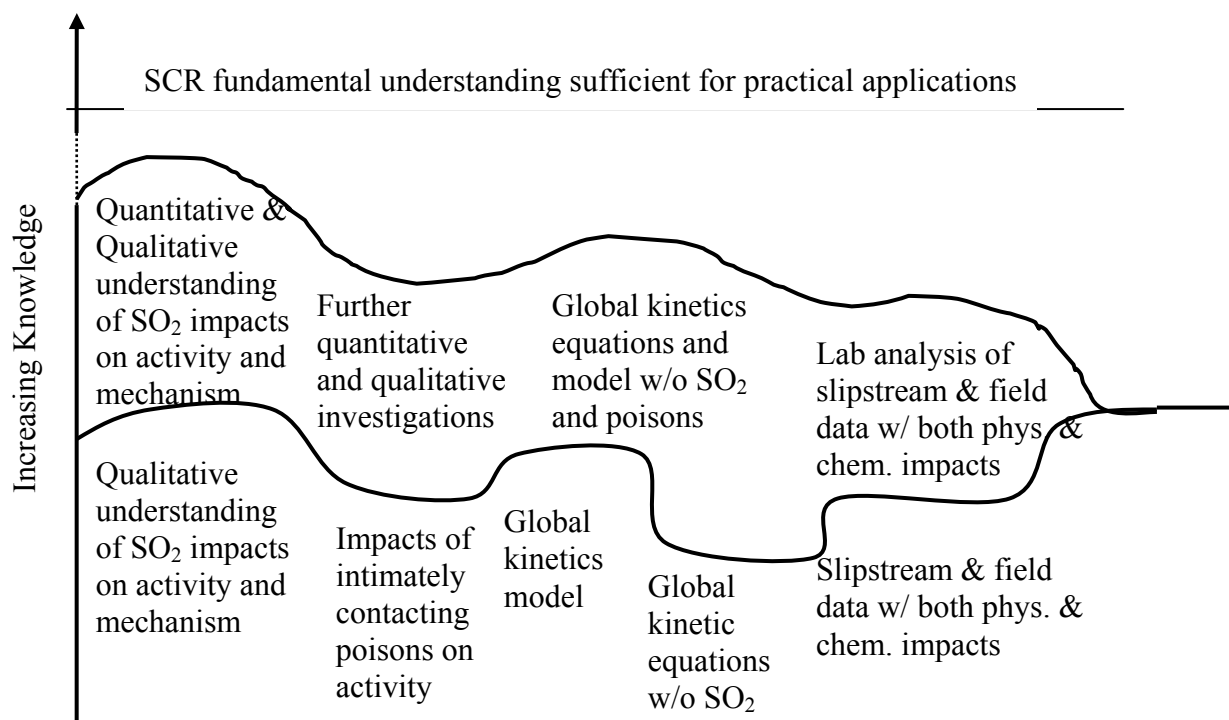 SCR fundamental understanding sufficient for practical applications
Increasing Knowledge
Quantitative &
Qualitative
understanding
of SO₂ impacts
on activity and
mechanism
Further
quantitative
and qualitative
investigations
Global kinetics
equations and
model w/o SO₂
and poisons
Lab analysis of
slipstream & field
data w/ both phys. &
chem. impacts
Qualitative
understanding
of SO₂ impacts
on activity and
mechanism
Impacts of
intimately
contacting
poisons on
activity
Global
kinetics
model
Global
kinetic
equations
w/o SO₂
Slipstream & field
data w/ both phys. &
chem. impacts